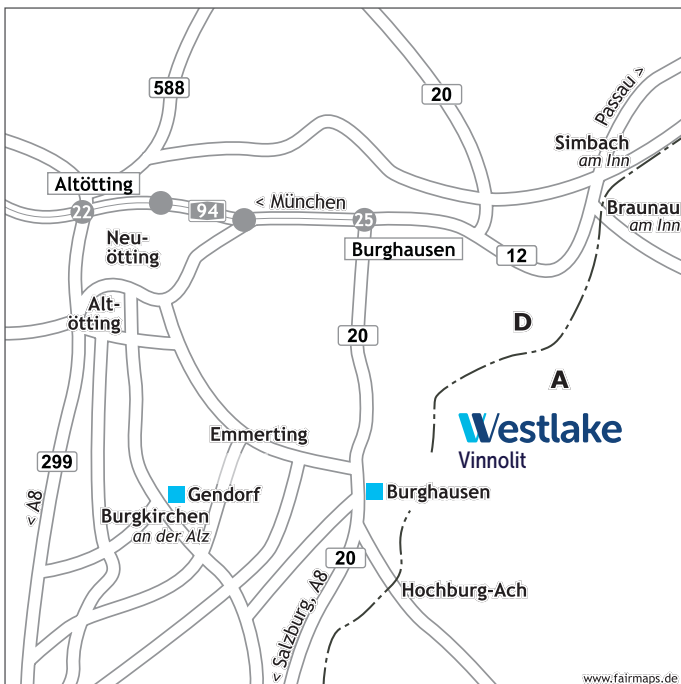 588
20
Passau >
Simbach
am Inn
Altötting
22
94
< München
25
Braunau
am Inn
Neu-
ötting
Burghausen
12
Alt-
ötting
20
D
A
Westlake
Vinnolit
Emmerting
299
< A8
Gendorf
Burghausen
Burgkirchen
an der Alz
20
< Salzburg, A8
Hochburg-Ach
www.fairmaps.de